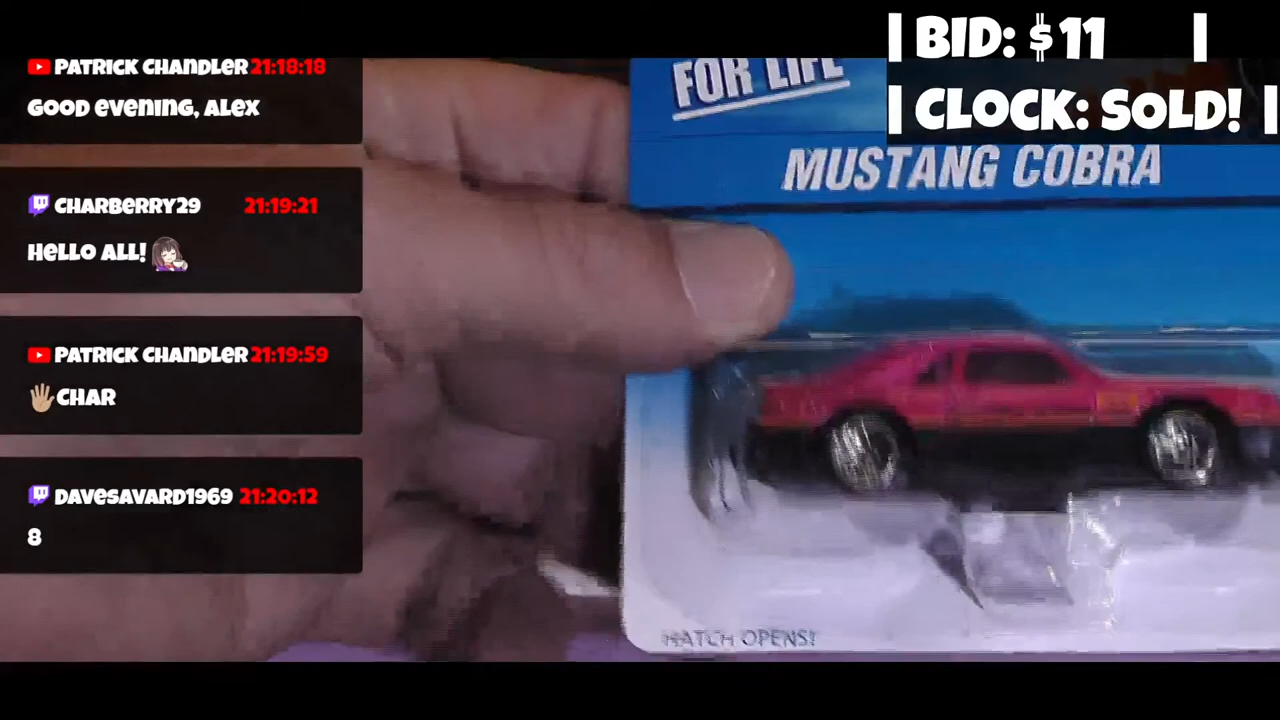 PATRICK CHANDLER 21:18:18
GOOD EVENING, ALEX
CHARBERRY29 21:19:21
HELLO ALL!
PATRICK CHANDLER 21:19:59
CHAR
DAVESAVARD1969 21:20:12
8
| BID: $11 |
| CLOCK: SOLD! |
FOR LIFE
MUSTANG COBRA
HATCH OPENS!